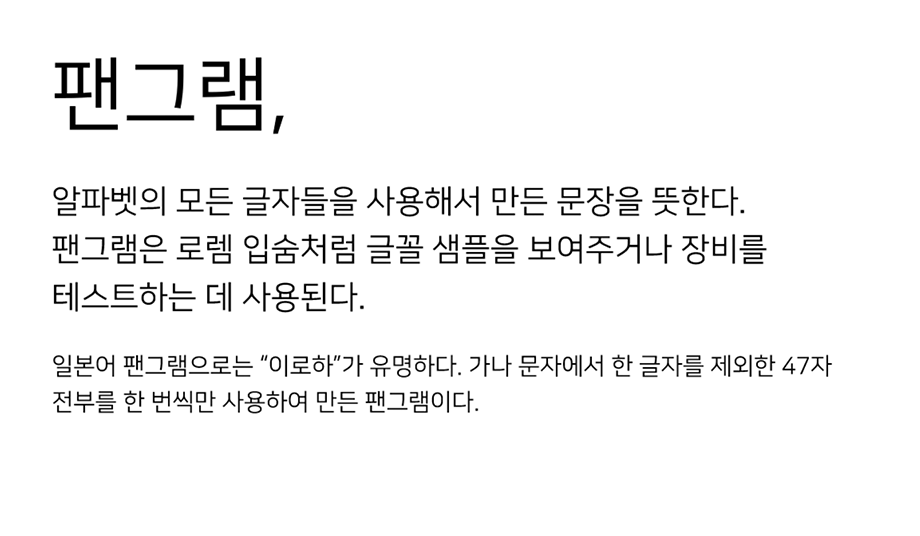 팬그램,
알파벳의 모든 글자들을 사용해서 만든 문장을 뜻한다.
팬그램은 로렘 입숨처럼 글꼴 샘플을 보여주거나 장비를
테스트하는 데 사용된다.
일본어 팬그램으로는 “이로하”가 유명하다. 가나 문자에서 한 글자를 제외한 47자
전부를 한 번씩만 사용하여 만든 팬그램이다.